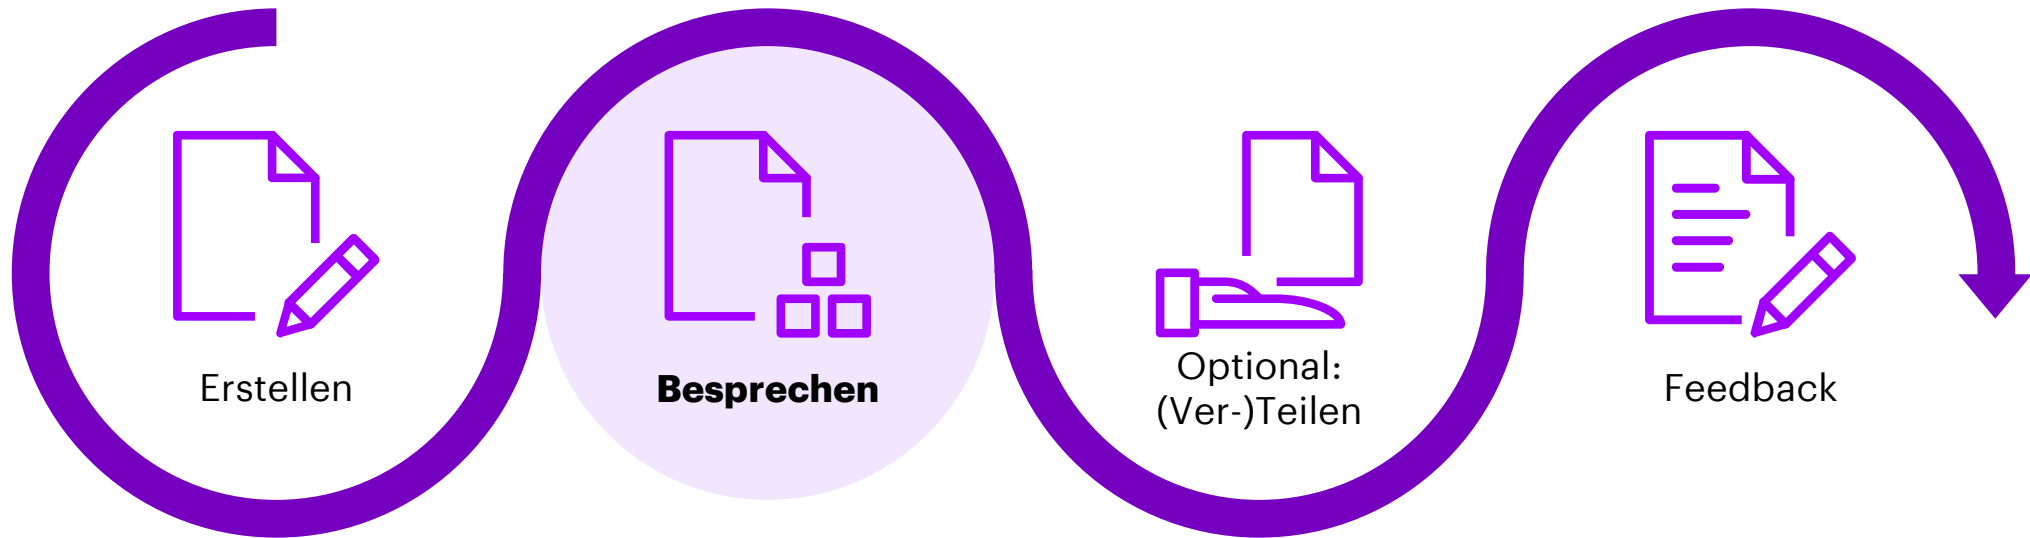 Erstellen
Besprechen
Optional:
(Ver-)Teilen
Feedback